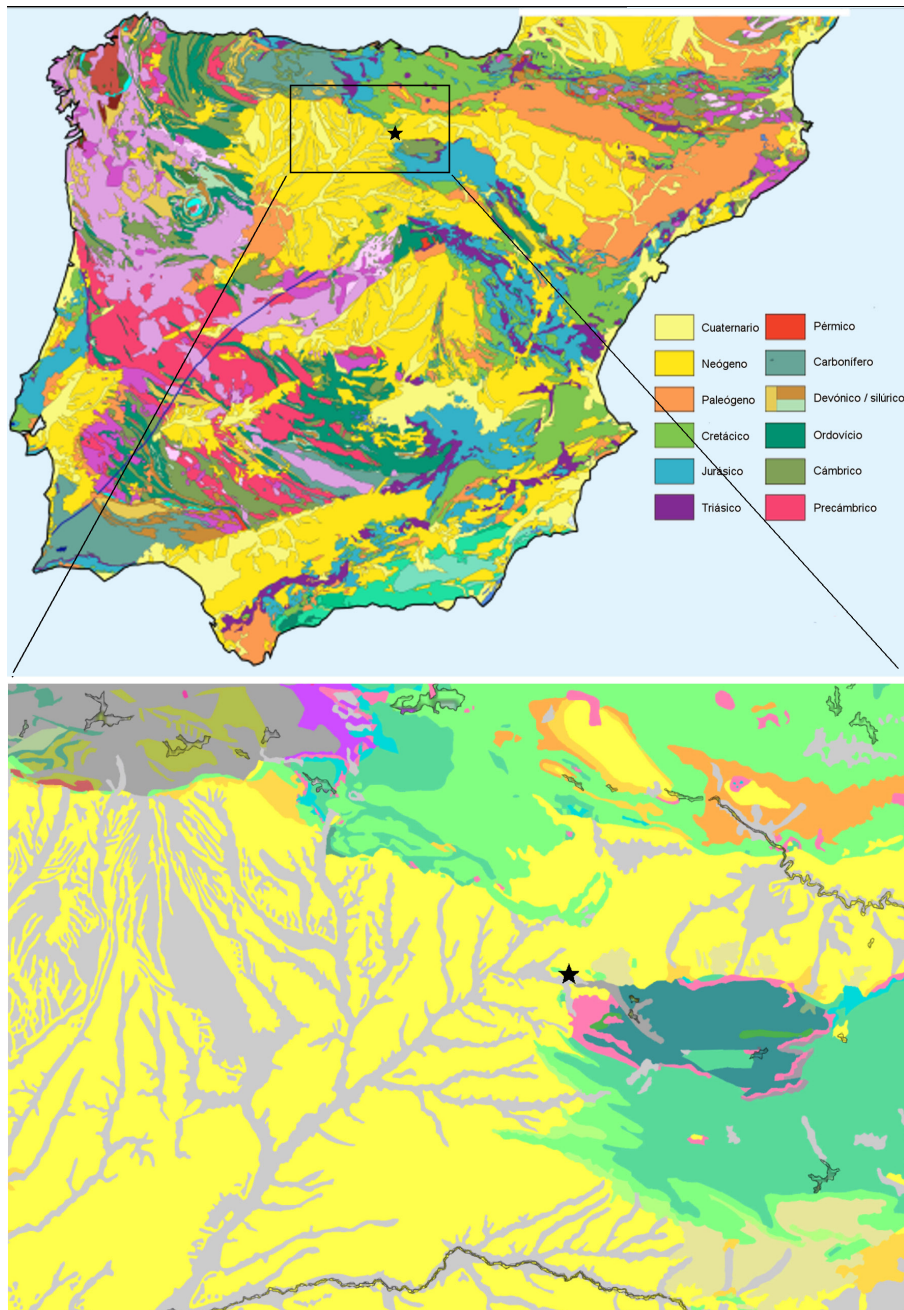 Cuaternario
Pérmico
Neógeno
Carbonífero
Paleógeno
Devónico / silúrico
Cretácico
Ordovício
Jurásico
Cámbrico
Triásico
Precámbrico